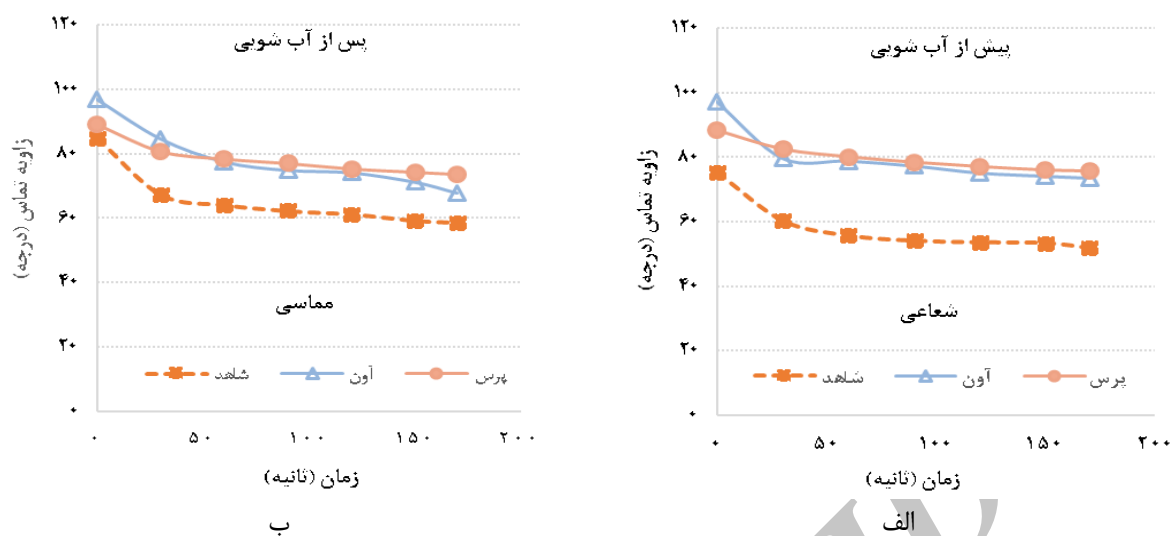 پیش از آب شویی
۱۲۰
۱۰۰
۸۰
۶۰
۴۰
۲۰
۰
زاویه تماس (درجه)
شعاعی
شاهد آون پرس
۰ ۵۰ ۱۰۰ ۱۵۰ ۲۰۰
زمان (ثانیه)
الف
پس از آب شویی
۱۲۰
۱۰۰
۸۰
۶۰
۴۰
۲۰
۰
زاویه تماس (درجه)
مماسی
شاهد آون پرس
۰ ۵۰ ۱۰۰ ۱۵۰ ۲۰۰
زمان (ثانیه)
ب